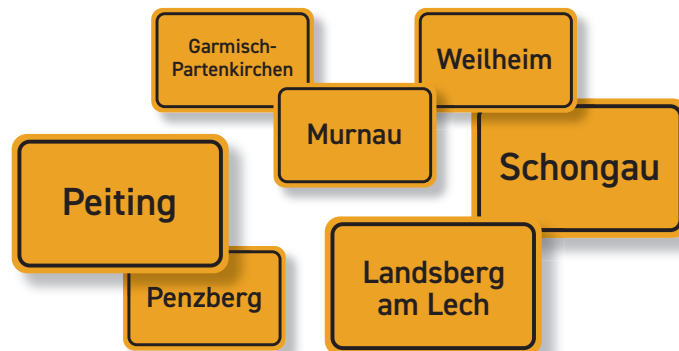 Garmisch-
Partenkirchen
Weilheim
Murnau
Schongau
Peiting
Landsberg
am Lech
Penzberg